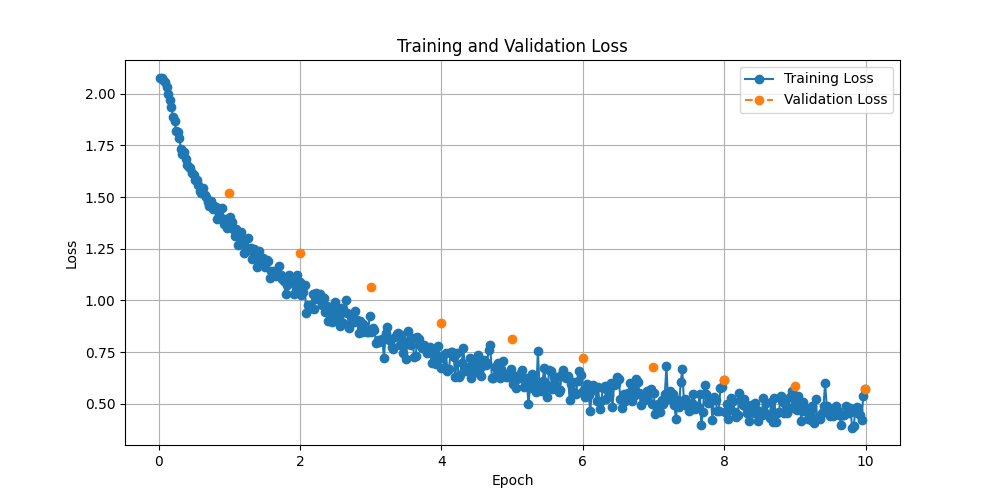 Training and Validation Loss
Training Loss
Validation Loss
Loss
2.00
1.75
1.50
1.25
1.00
0.75
0.50
0 2 4 6 8 10
Epoch